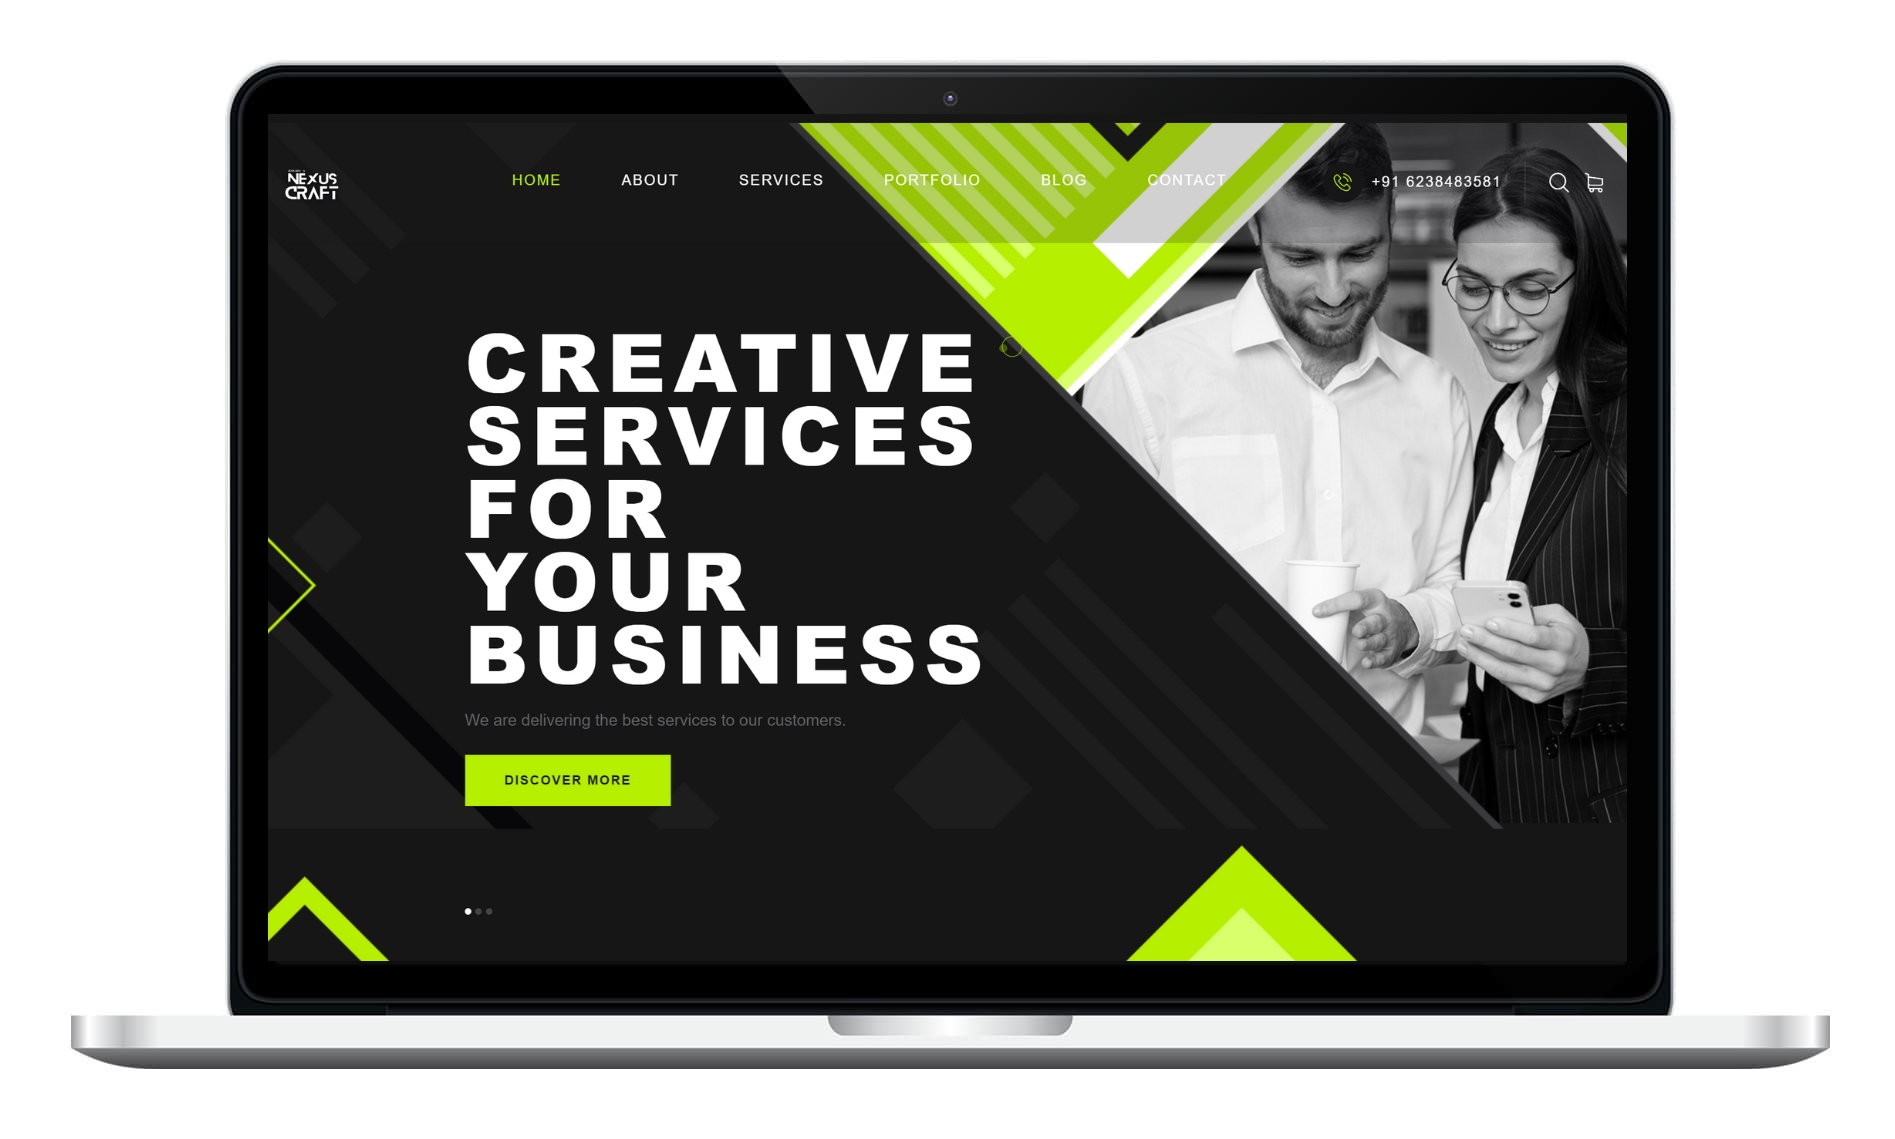 NEXUS
CRAFT
HOME
ABOUT
SERVICES
PORTFOLIO
BLOG
CONTACT
+91 6238483581
CREATIVE
SERVICES
FOR
YOUR
BUSINESS
We are delivering the best services to our customers.
DISCOVER MORE